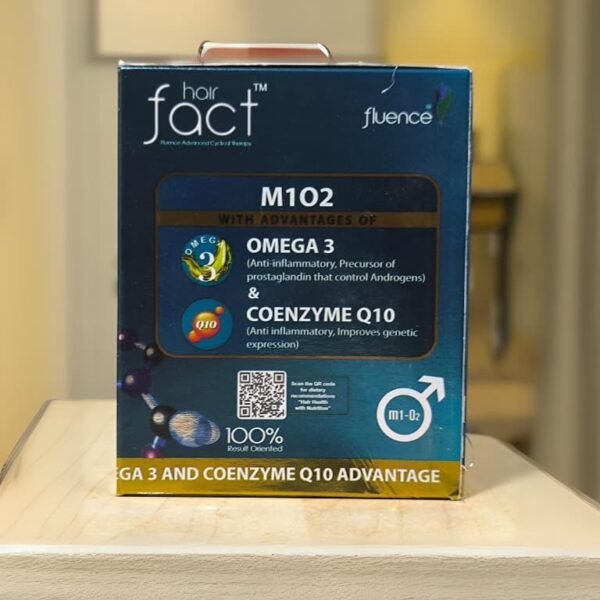 hair
fact™
Fluence Advanced Cyclical Therapy
fluence
M1O2
WITH ADVANTAGES OF
OMEGA
3
OMEGA 3
(Anti-inflammatory, Precursor of
prostaglandin that control Androgens)
&
Q10
COENZYME Q10
(Anti inflammatory, Improves genetic
expression)
Scan the QR code
for dietary
recommendations
"Hair Health
with Nutrition"
m1-O₂
100%
Result Oriented
EGA 3 AND COENZYME Q10 ADVANTAGE